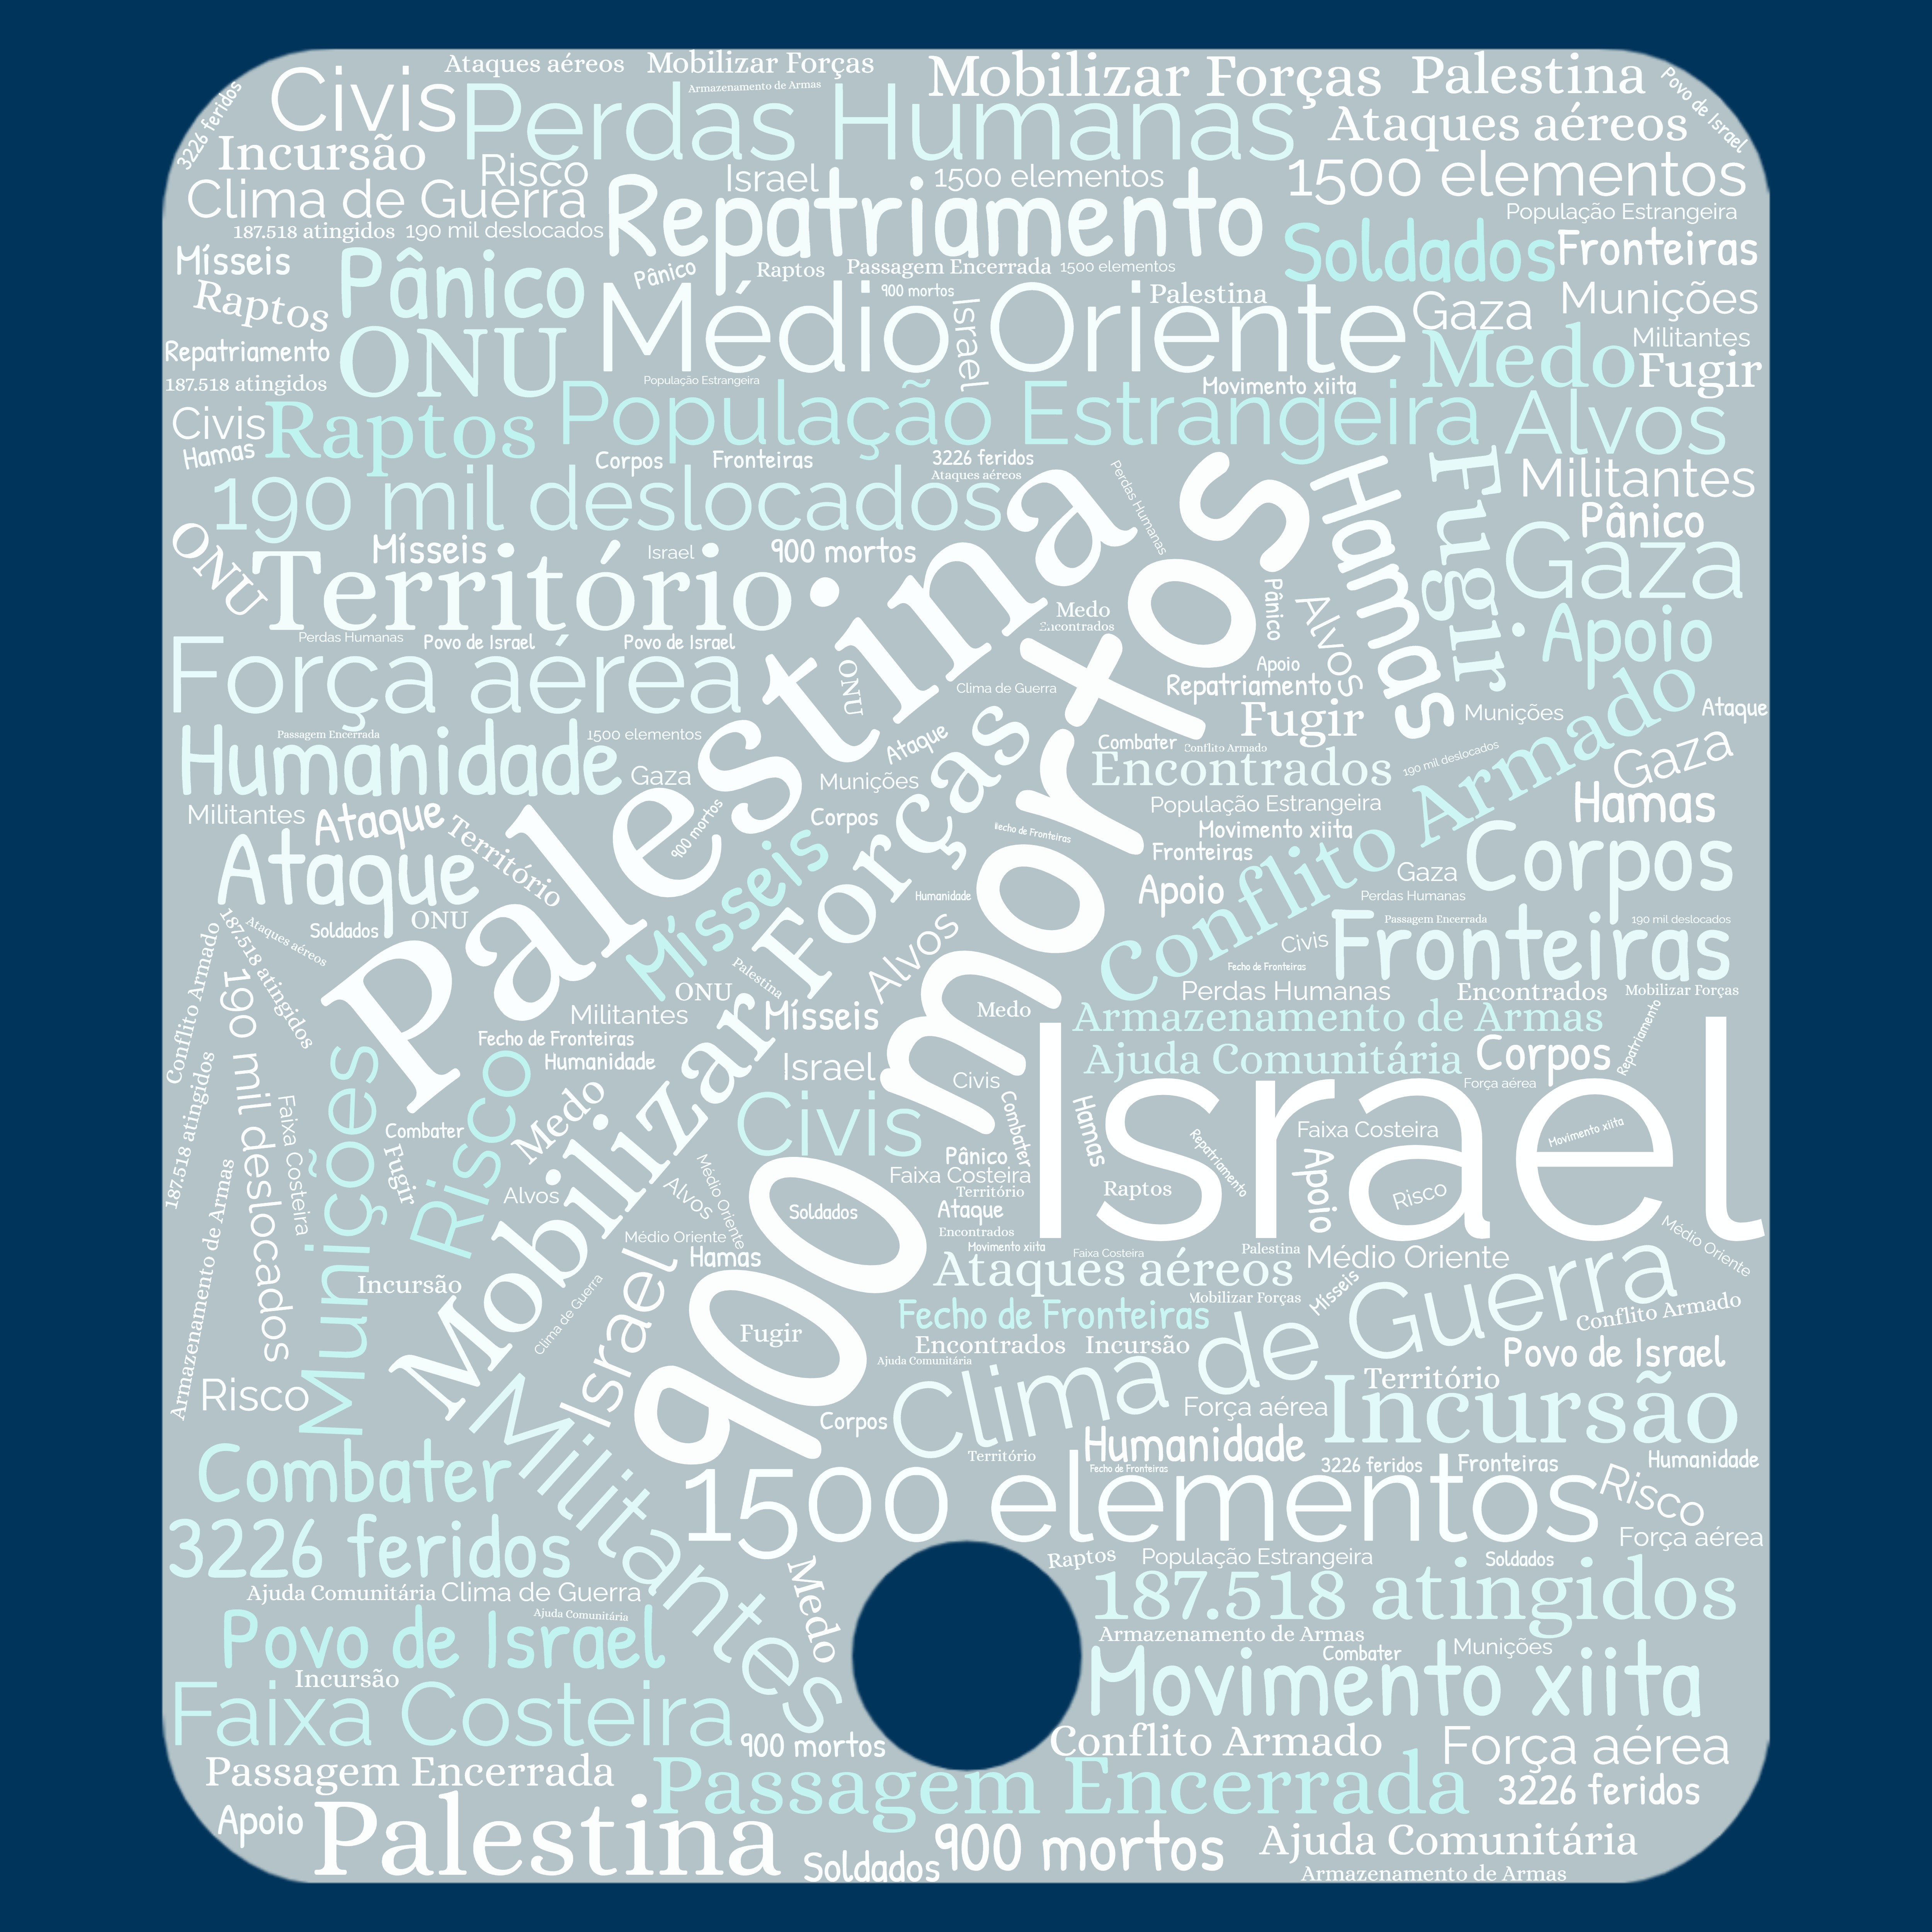 Ataques aéreos
Mobilizar Forças
Mobilizar Forças
Palestina
Povo de Israel
3226 feridos
Civis
Armazenamento de Armas
Perdas Humanas
Ataques aéreos
Incursão
Risco
Israel
1500 elementos
1500 elementos
Clima de Guerra
Repatriamento
População Estrangeira
187.518 atingidos
190 mil deslocados
Soldados
Fronteiras
Mísseis
Pânico
Pânico
Raptos
Passagem Encerrada
1500 elementos
Raptos
900 mortos
Israel
Palestina
Gaza
Munições
Médio Oriente
Repatriamento
ONU
Medo
Militantes
Fugir
187.518 atingidos
População Estrangeira
Movimento xiita
Civis
Raptos
População Estrangeira
Alvos
Hamas
Corpos
Fronteiras
3226 feridos
Ataques aéreos
Perdas Humanas
Hamas
Fugir
Militantes
190 mil deslocados
Pânico
ONU
Mísseis
Israel
900 mortos
Gaza
Território
Palestina
900 mortos
Medo
Encontrados
Pânico
Alvos
Apoio
Perdas Humanas
Povo de Israel
Povo de Israel
Força aérea
ONU
Clima de Guerra
Apoio
Repatriamento
Fugir
Munições
Ataque
Humanidade
Passagem Encerrada
1500 elementos
Ataque
Combater
Conflito Armado
190 mil deslocados
Gaza
Gaza
Munições
Encontrados
Conflito Armado
Militantes
Ataque
Território
900 mortos
Corpos
Mobilizar Forças
População Estrangeira
Hamas
Ataque
Mísseis
Fecho de Fronteiras
Movimento xiita
Fronteiras
Corpos
Gaza
Apoio
Humanidade
Perdas Humanas
187.518 atingidos
Ataques aéreos
Soldados
ONU
Alvos
Passagem Encerrada
190 mil deslocados
Fronteiras
Civis
Fecho de Fronteiras
Conflito Armado
190 mil deslocados
ONU
Palestina
Perdas Humanas
Encontrados
Mobilizar Forças
Militantes
Mísseis
Medo
Armazenamento de Armas
Repatriamento
Fecho de Fronteiras
Humanidade
Israel
Civis
Ajuda Comunitária
Corpos
Força aérea
187.518 atingidos
Faixa Costeira
Munições
Risco
Medo
Civis
Combater
Hamas
Israel
Combater
Fugir
Faixa Costeira
Movimento xiita
Pânico
Faixa Costeira
Repatriamento
Apoio
Armazenamento de Armas
Alvos
Alvos
Médio Oriente
Território
Raptos
Risco
Soldados
Ataque
Médio Oriente
Encontrados
Médio Oriente
Hamas
Movimento xiita
Faixa Costeira
Palestina
Médio Oriente
Incursão
Clima de Guerra
Israel
Ataques aéreos
Mobilizar Forças
Mísseis
Clima de Guerra
Conflito Armado
Fugir
Fecho de Fronteiras
Encontrados
Incursão
Povo de Israel
Ajuda Comunitária
Território
Risco
Militantes
Corpos
Força aérea
Incursão
Combater
Território
Humanidade
3226 feridos
Fronteiras
Humanidade
Fecho de Fronteiras
1500 elementos
Risco
3226 feridos
Medo
Raptos
População Estrangeira
Soldados
Força aérea
Ajuda Comunitária
Clima de Guerra
187.518 atingidos
Ajuda Comunitária
Povo de Israel
Armazenamento de Armas
Combater
Munições
Incursão
Movimento xiita
Faixa Costeira
900 mortos
Conflito Armado
Força aérea
Passagem Encerrada
Passagem Encerrada
3226 feridos
Apoio
Palestina
Soldados
900 mortos
Ajuda Comunitária
Armazenamento de Armas